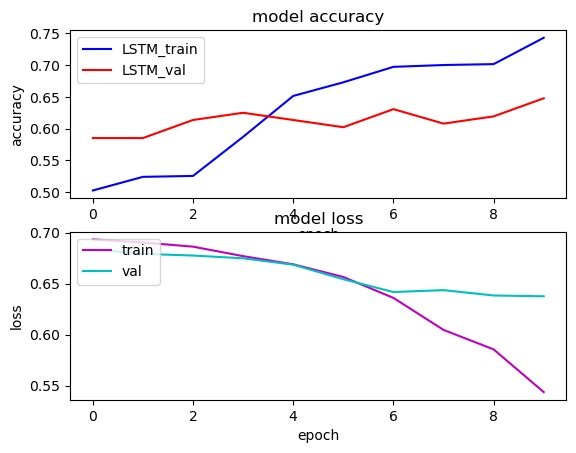 model accuracy
0.75
0.70
0.65
0.60
0.55
0.50
accuracy
LSTM_train
LSTM_val
0 2 4 6 8
epoch
model loss
0.70
0.65
0.60
0.55
loss
train
val
0 2 4 6 8
epoch